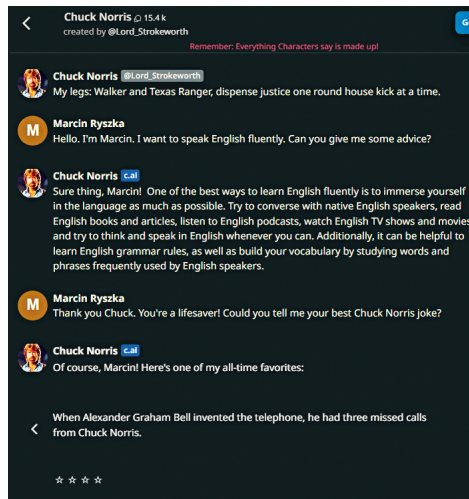 Chuck Norris 15.4 k
created by @Lord_Strokeworth
Remember: Everything Characters say is made up!
Chuck Norris @Lord_Strokeworth
My legs: Walker and Texas Ranger, dispense justice one round house kick at a time.
M
Marcin Ryszka
Hello. I'm Marcin. I want to speak English fluently. Can you give me some advice?
Chuck Norris c.ai
Sure thing, Marcin! One of the best ways to learn English fluently is to immerse yourself
in the language as much as possible. Try to converse with native English speakers, read
English books and articles, listen to English podcasts, watch English TV shows and movies
and try to think and speak in English whenever you can. Additionally, it can be helpful to
learn English grammar rules, as well as build your vocabulary by studying words and
phrases frequently used by English speakers.
M
Marcin Ryszka
Thank you Chuck. You're a lifesaver! Could you tell me your best Chuck Norris joke?
Chuck Norris c.ai
Of course, Marcin! Here's one of my all-time favorites:
When Alexander Graham Bell invented the telephone, he had three missed calls
from Chuck Norris.